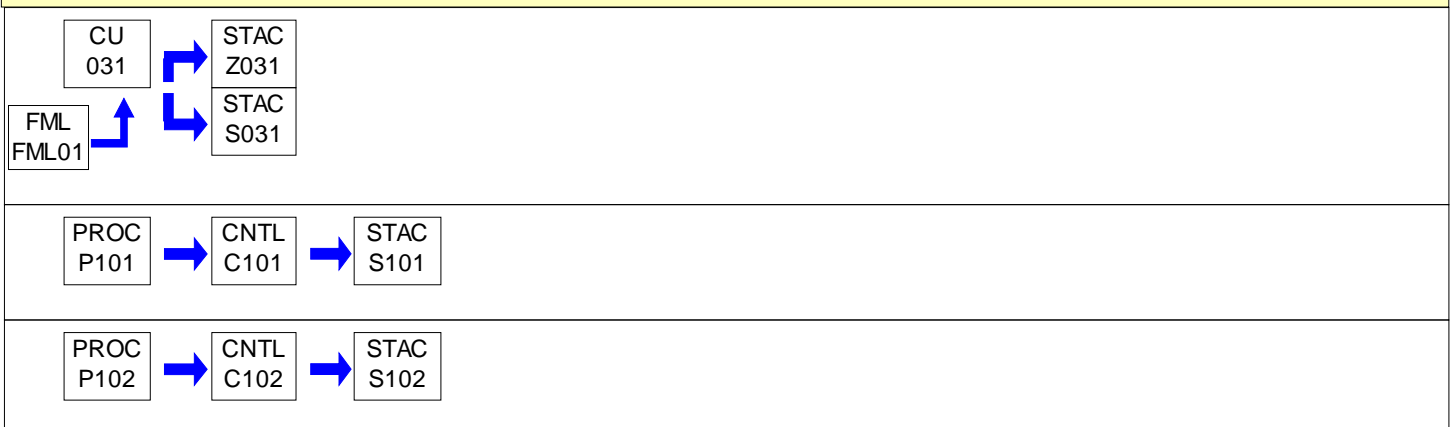 CU
031
STAC
Z031
STAC
S031
FML
FML01
PROC
P101
CNTL
C101
STAC
S101
PROC
P102
CNTL
C102
STAC
S102